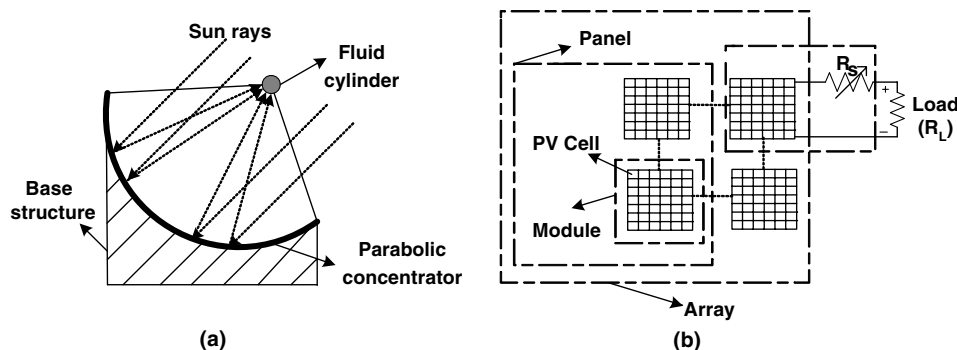 Sun rays
Fluid
cylinder
Base
structure
Parabolic
concentrator
(a)
Panel
R_S
+
Load
(R_L)
−
PV Cell
Module
Array
(b)